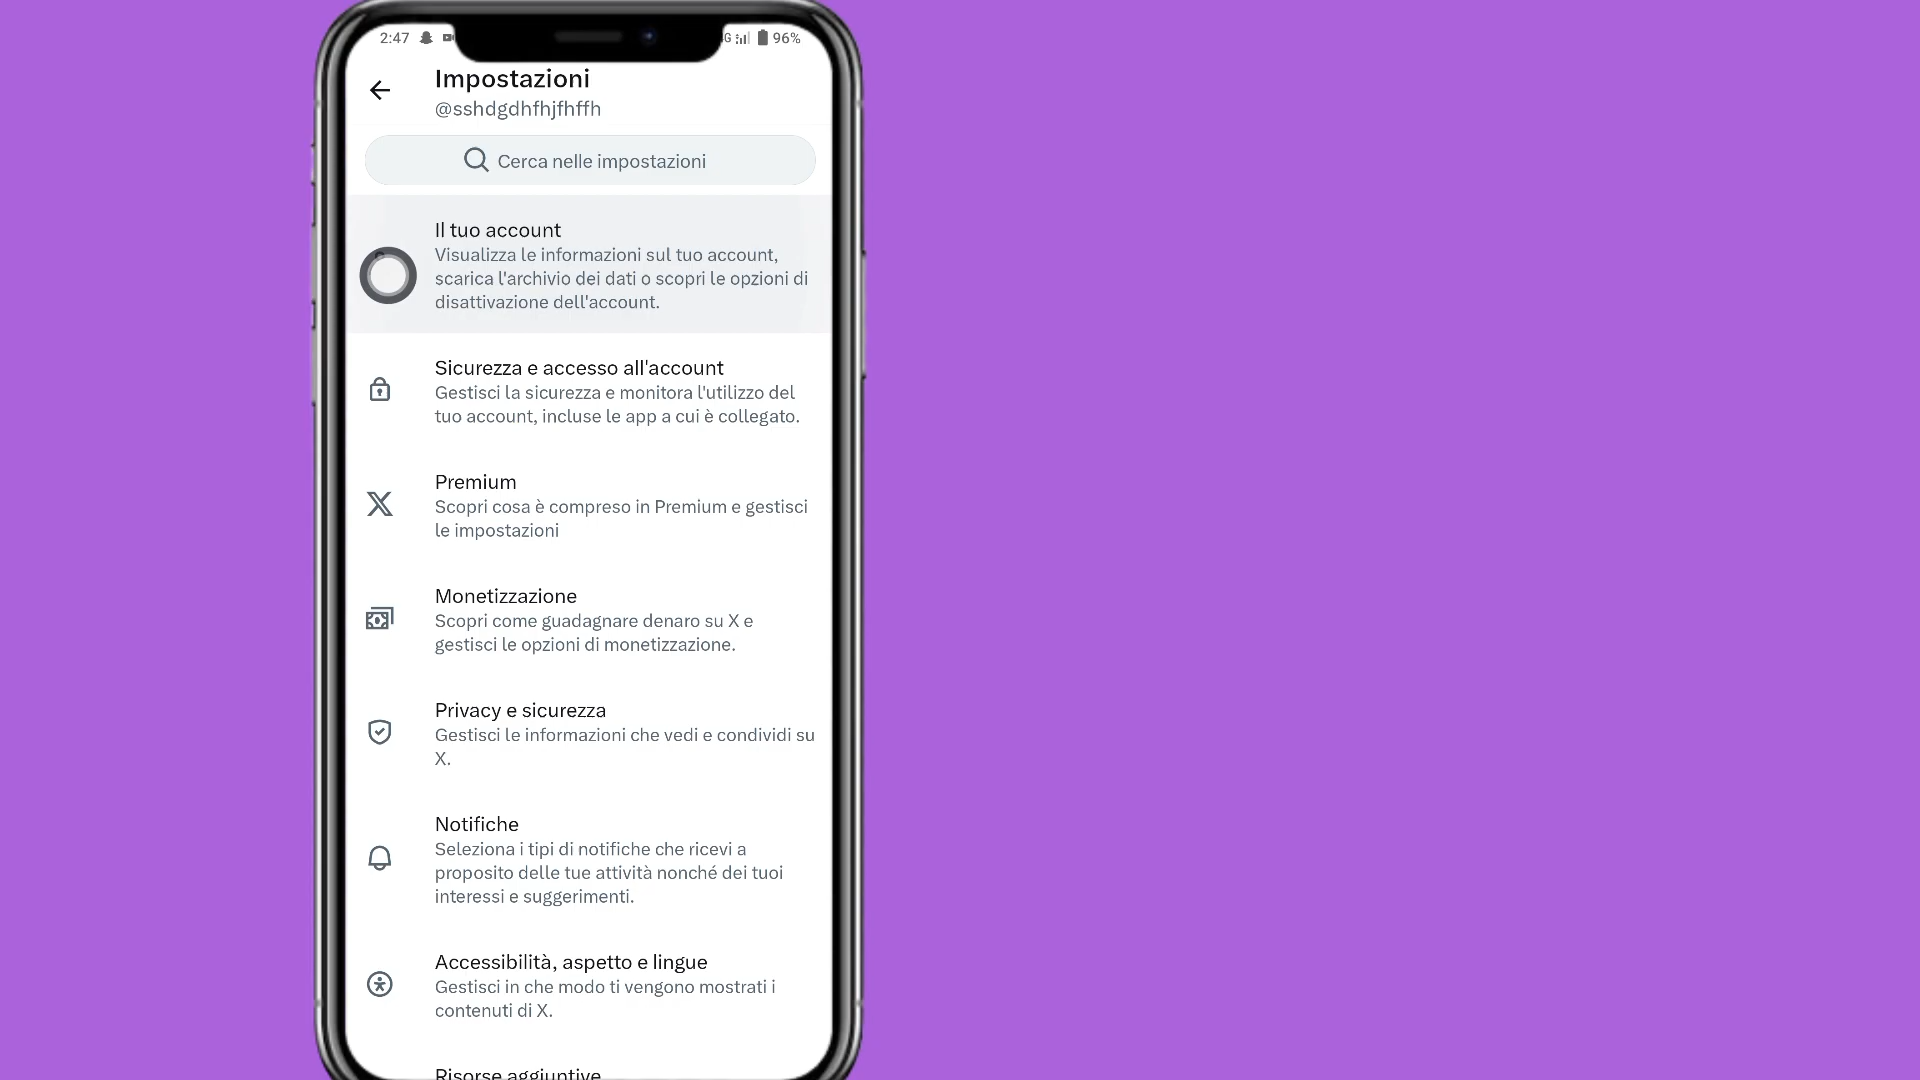 2:47
G
96%
Impostazioni
@sshdgdhfhjfhffh
Cerca nelle impostazioni
Il tuo account
Visualizza le informazioni sul tuo account,
scarica l'archivio dei dati o scopri le opzioni di
disattivazione dell'account.
Sicurezza e accesso all'account
Gestisci la sicurezza e monitora l'utilizzo del
tuo account, incluse le app a cui è collegato.
Premium
Scopri cosa è compreso in Premium e gestisci
le impostazioni
Monetizzazione
Scopri come guadagnare denaro su X e
gestisci le opzioni di monetizzazione.
Privacy e sicurezza
Gestisci le informazioni che vedi e condividi su
X.
Notifiche
Seleziona i tipi di notifiche che ricevi a
proposito delle tue attività nonché dei tuoi
interessi e suggerimenti.
Accessibilità, aspetto e lingue
Gestisci in che modo ti vengono mostrati i
contenuti di X.
Risorse aggiuntive